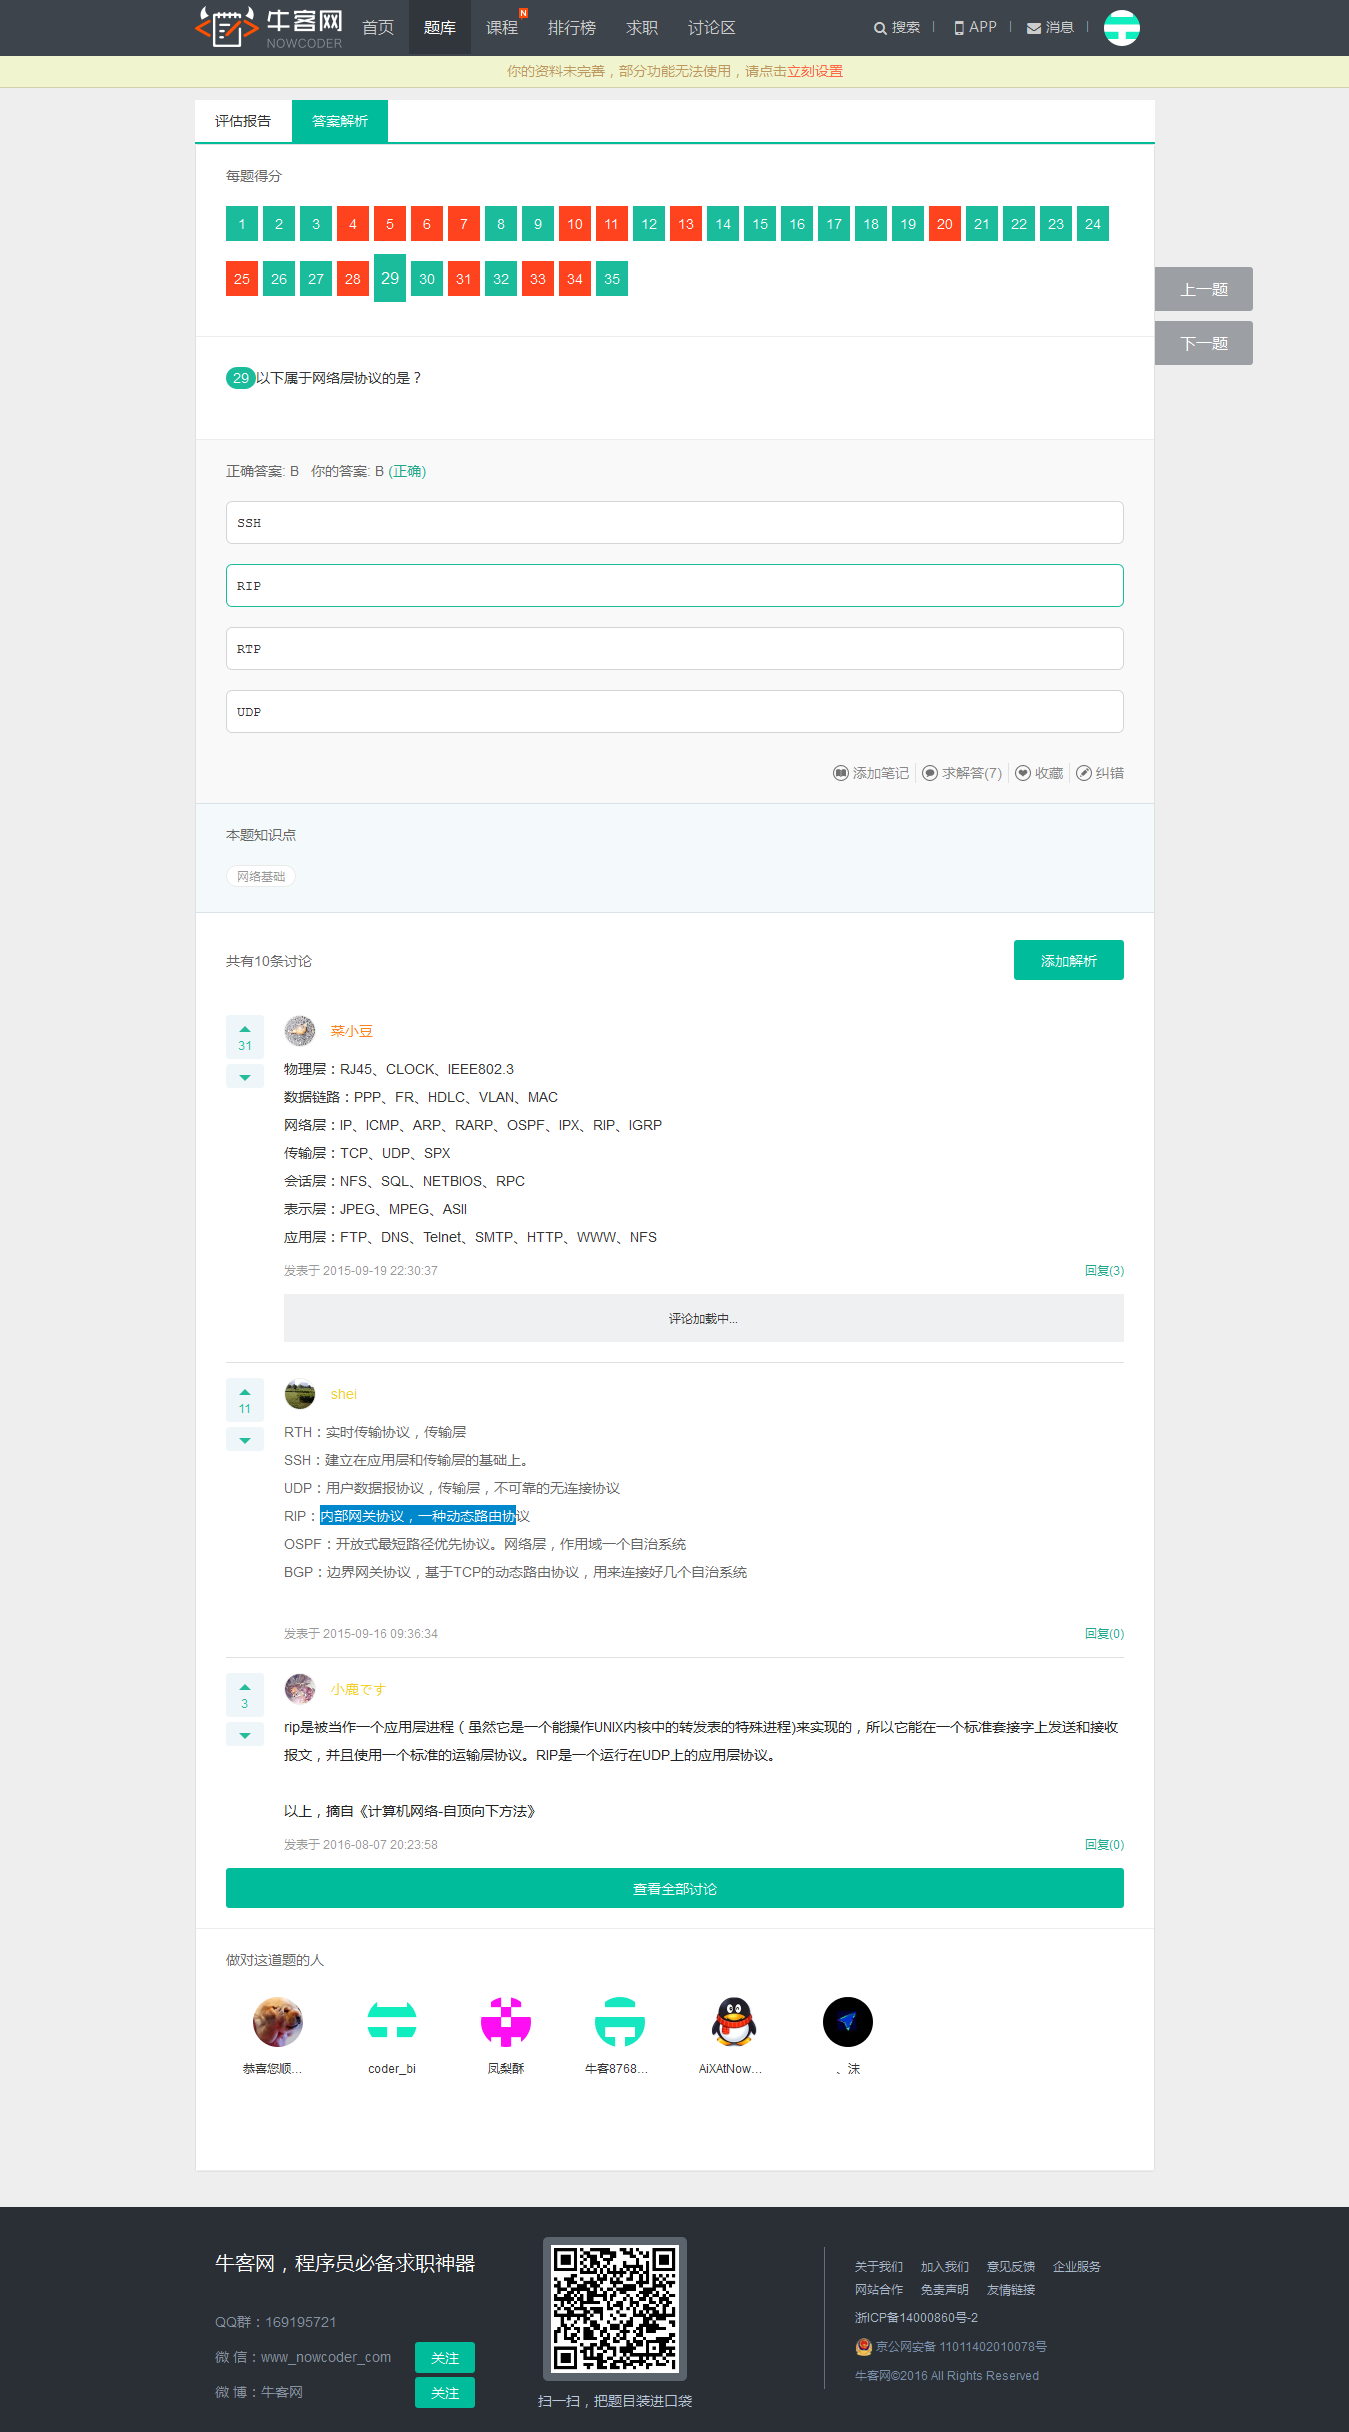 牛客网
NOWCODER
首页 题库 课程 N 排行榜 求职 讨论区 搜索 APP 消息
你的资料未完善，部分功能无法使用，请点击立刻设置
评估报告 答案解析
每题得分
1 2 3 4 5 6 7 8 9 10 11 12 13 14 15 16 17 18 19 20 21 22 23 24
25 26 27 28 29 30 31 32 33 34 35
上一题
下一题
29以下属于网络层协议的是？
正确答案: B 你的答案: B (正确)
SSH
RIP
RTP
UDP
添加笔记 求解答(7) 收藏 纠错
本题知识点
网络基础
共有10条讨论 添加解析
31
菜小豆
物理层：RJ45、CLOCK、IEEE802.3
数据链路：PPP、FR、HDLC、VLAN、MAC
网络层：IP、ICMP、ARP、RARP、OSPF、IPX、RIP、IGRP
传输层：TCP、UDP、SPX
会话层：NFS、SQL、NETBIOS、RPC
表示层：JPEG、MPEG、ASII
应用层：FTP、DNS、Telnet、SMTP、HTTP、WWW、NFS
发表于 2015-09-19 22:30:37 回复(3)
评论加载中...
11
shei
RTH：实时传输协议，传输层
SSH：建立在应用层和传输层的基础上。
UDP：用户数据报协议，传输层，不可靠的无连接协议
RIP：内部网关协议，一种动态路由协议
OSPF：开放式最短路径优先协议。网络层，作用域一个自治系统
BGP：边界网关协议，基于TCP的动态路由协议，用来连接好几个自治系统
发表于 2015-09-16 09:36:34 回复(0)
3
小鹿です
rip是被当作一个应用层进程（虽然它是一个能操作UNIX内核中的转发表的特殊进程)来实现的，所以它能在一个标准套接字上发送和接收
报文，并且使用一个标准的运输层协议。RIP是一个运行在UDP上的应用层协议。
以上，摘自《计算机网络-自顶向下方法》
发表于 2016-08-07 20:23:58 回复(0)
查看全部讨论
做对这道题的人
恭喜您顺... coder_bi 凤梨酥 牛客8768... AiXAtNow... 、沫
牛客网，程序员必备求职神器
QQ群：169195721
微 信：www_nowcoder_com 关注
微 博：牛客网 关注
扫一扫，把题目装进口袋
关于我们 加入我们 意见反馈 企业服务
网站合作 免责声明 友情链接
浙ICP备14000860号-2
京公网安备 11011402010078号
牛客网©2016 All Rights Reserved